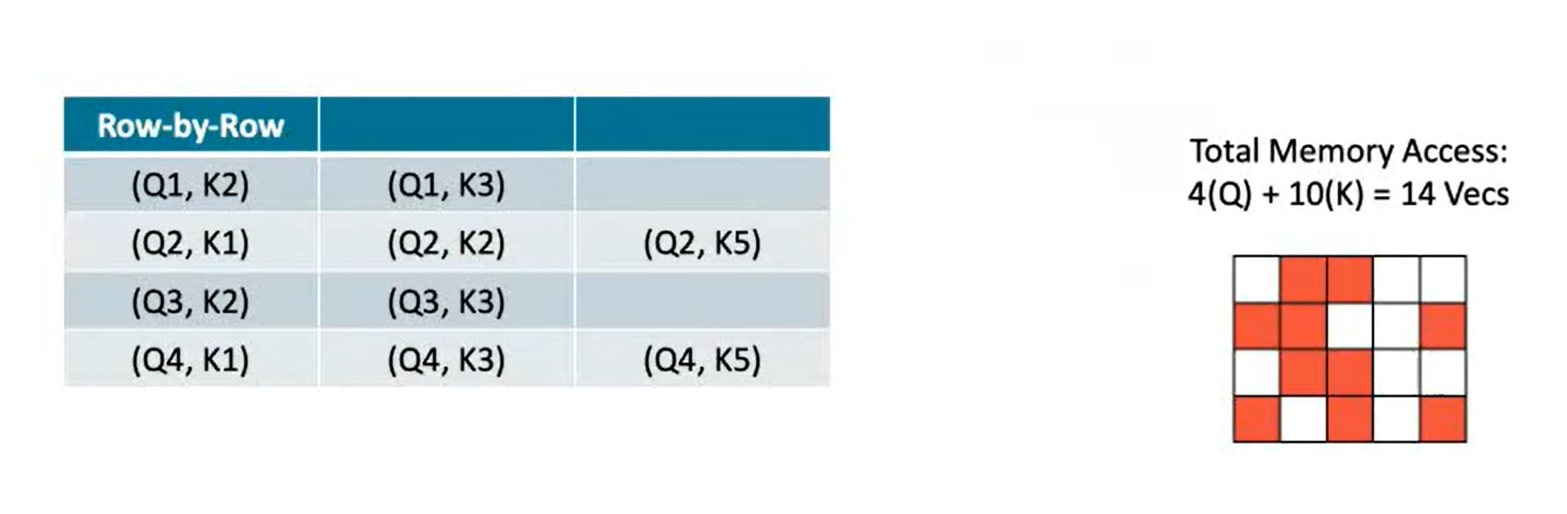 Row-by-Row
(Q1, K2) (Q1, K3)
(Q2, K1) (Q2, K2) (Q2, K5)
(Q3, K2) (Q3, K3)
(Q4, K1) (Q4, K3) (Q4, K5)
Total Memory Access:
4(Q) + 10(K) = 14 Vecs